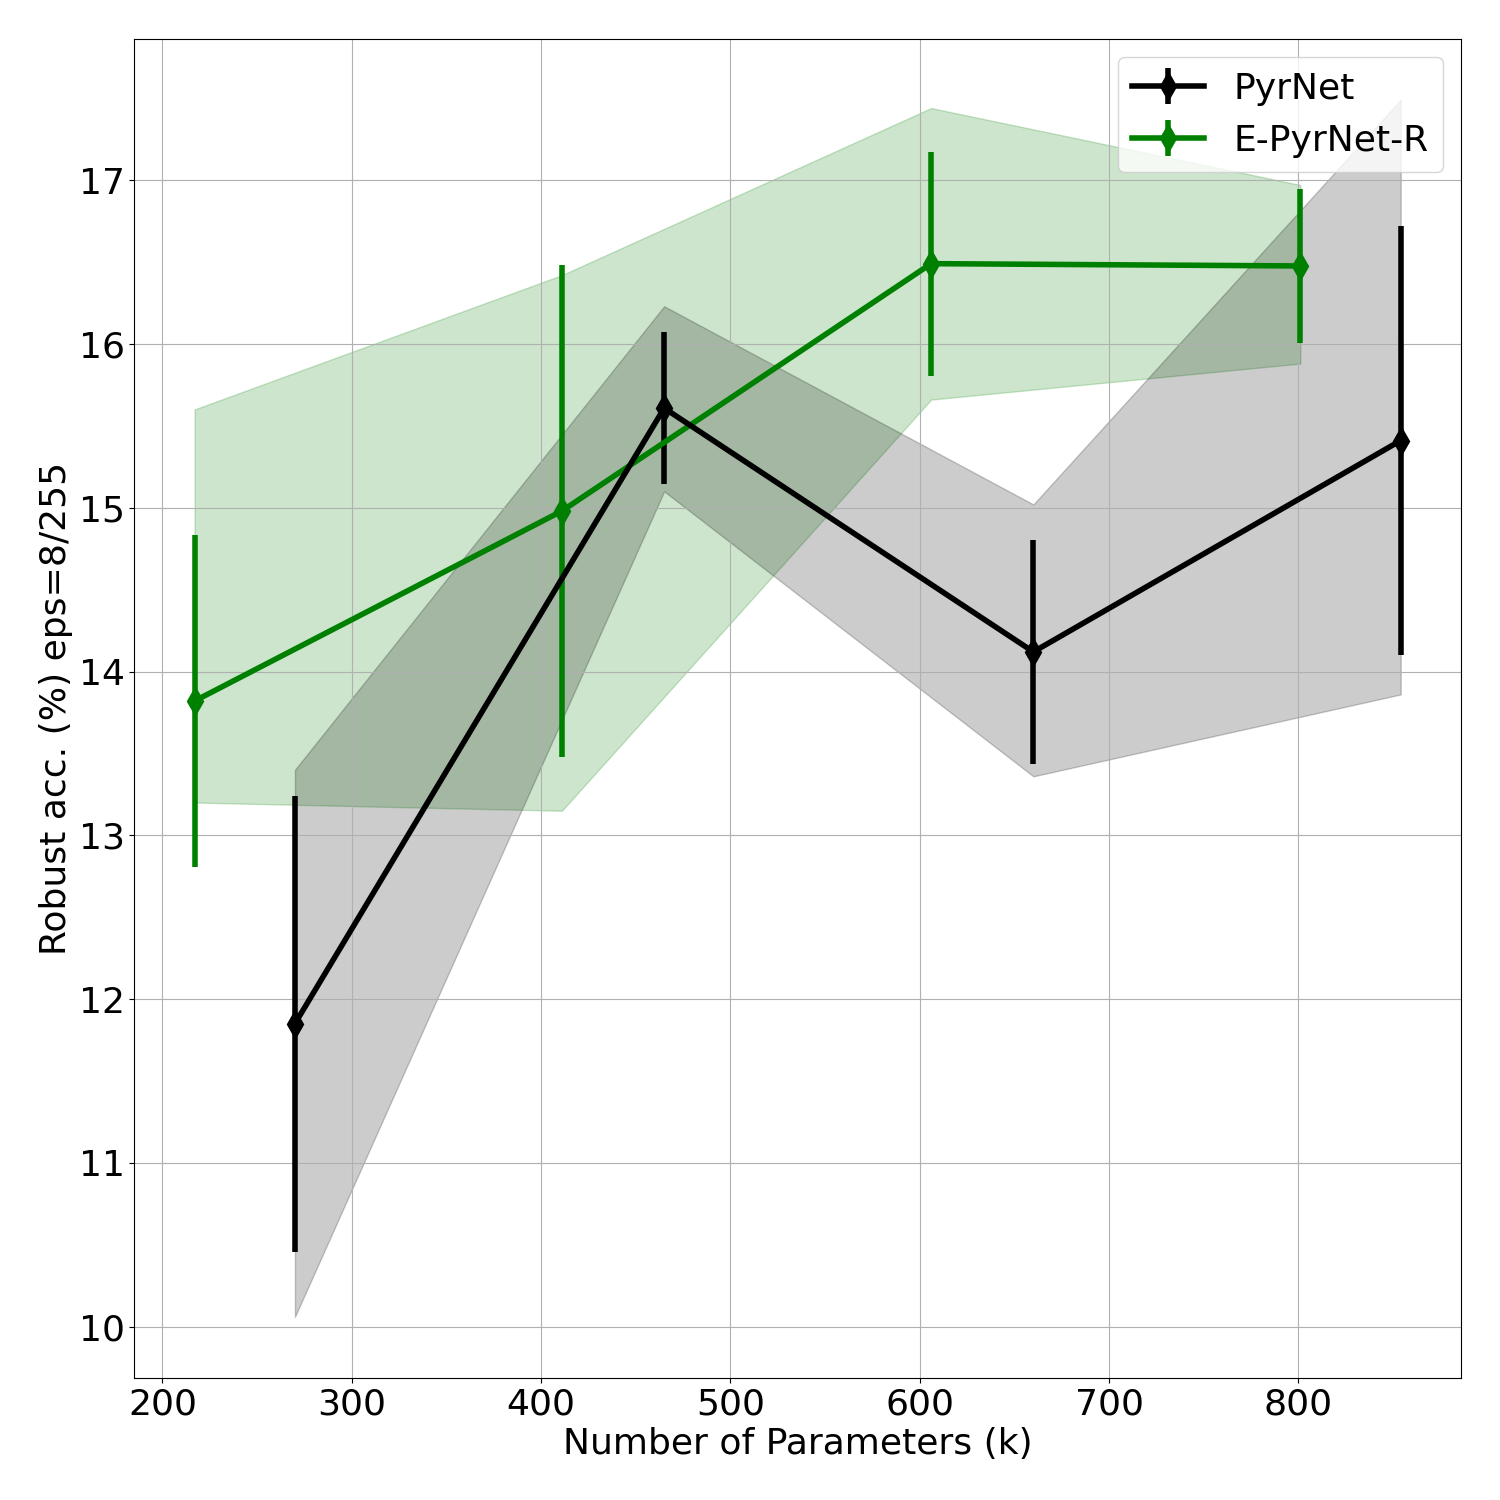 PyrNet
E-PyrNet-R
17
16
15
14
13
12
11
10
Robust acc. (%) eps=8/255
200 300 400 500 600 700 800
Number of Parameters (k)